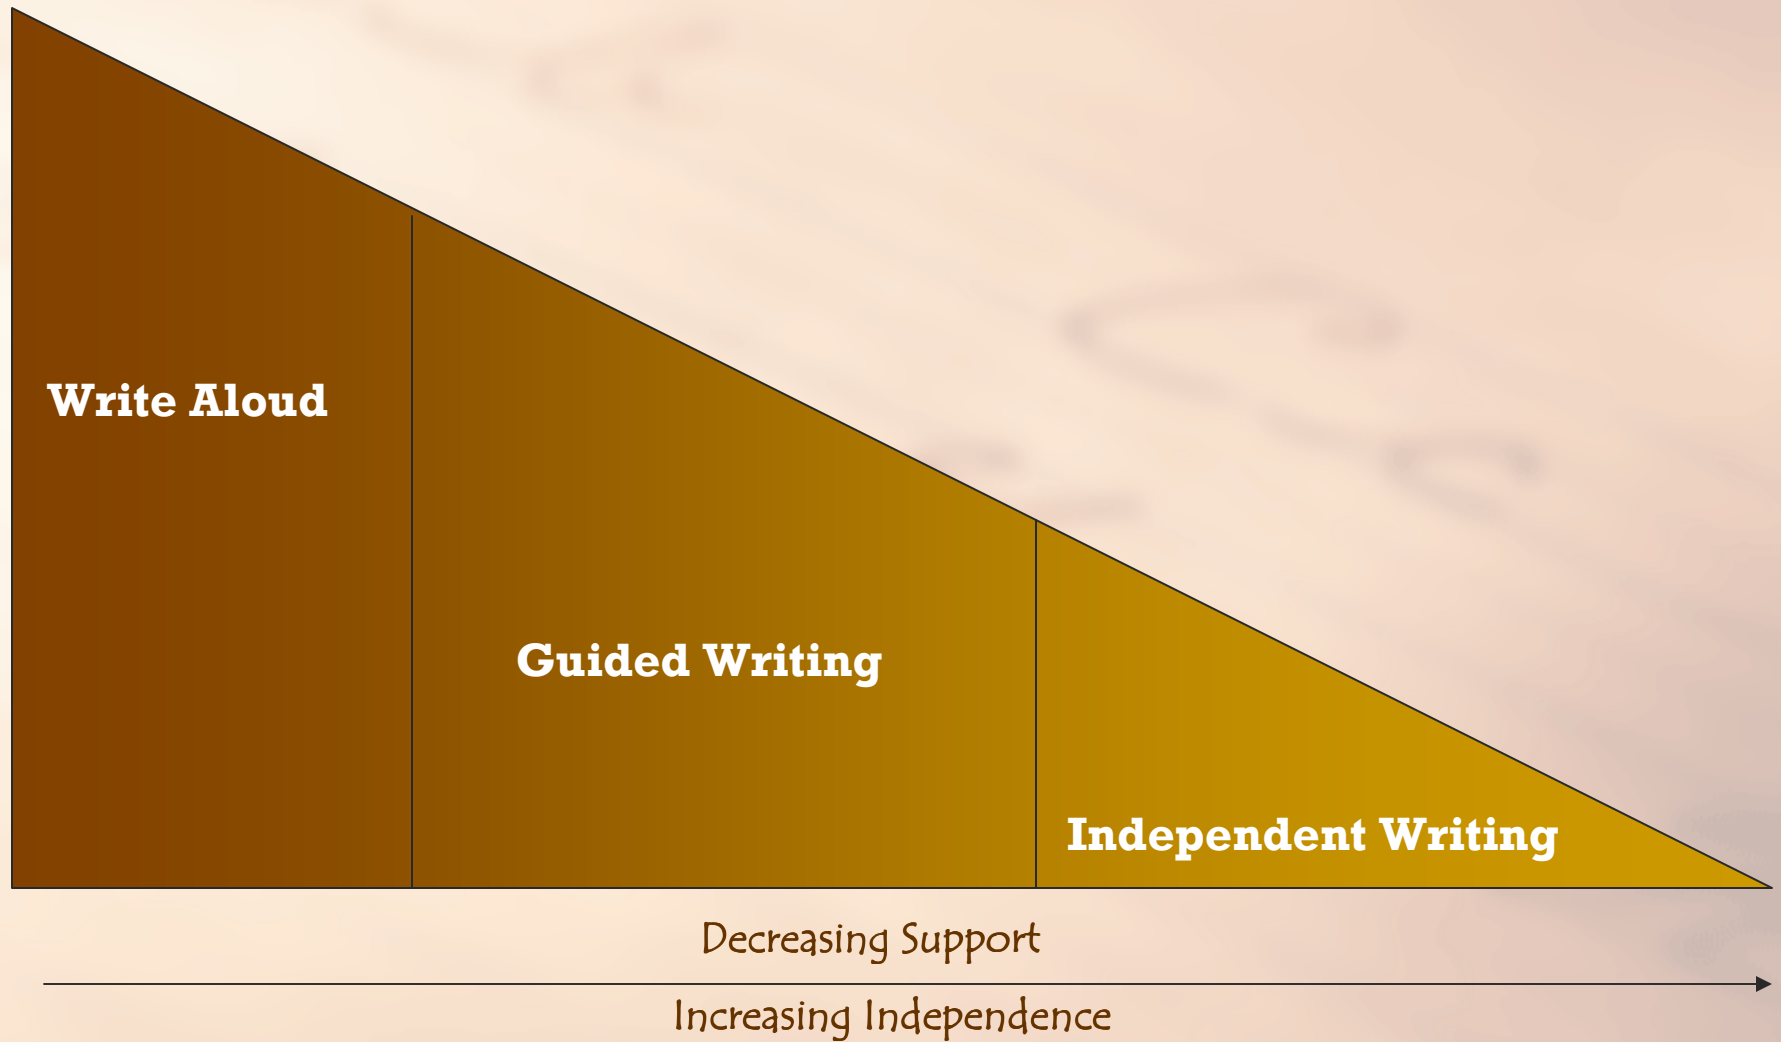 Write Aloud
Guided Writing
Independent Writing
Decreasing Support
Increasing Independence